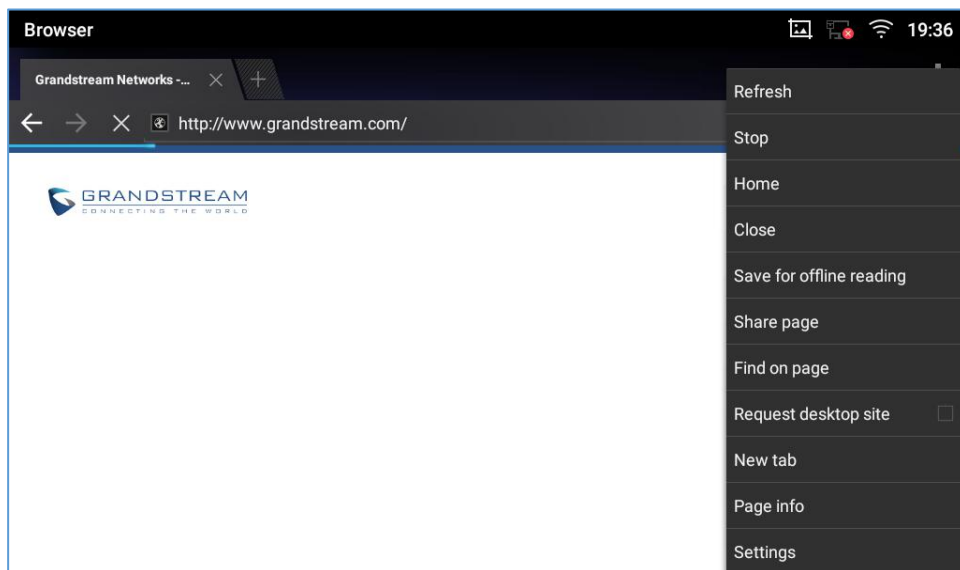 Browser
19:36
Grandstream Networks -...
http://www.grandstream.com/
GRANDSTREAM
CONNECTING THE WORLD
Refresh
Stop
Home
Close
Save for offline reading
Share page
Find on page
Request desktop site
New tab
Page info
Settings